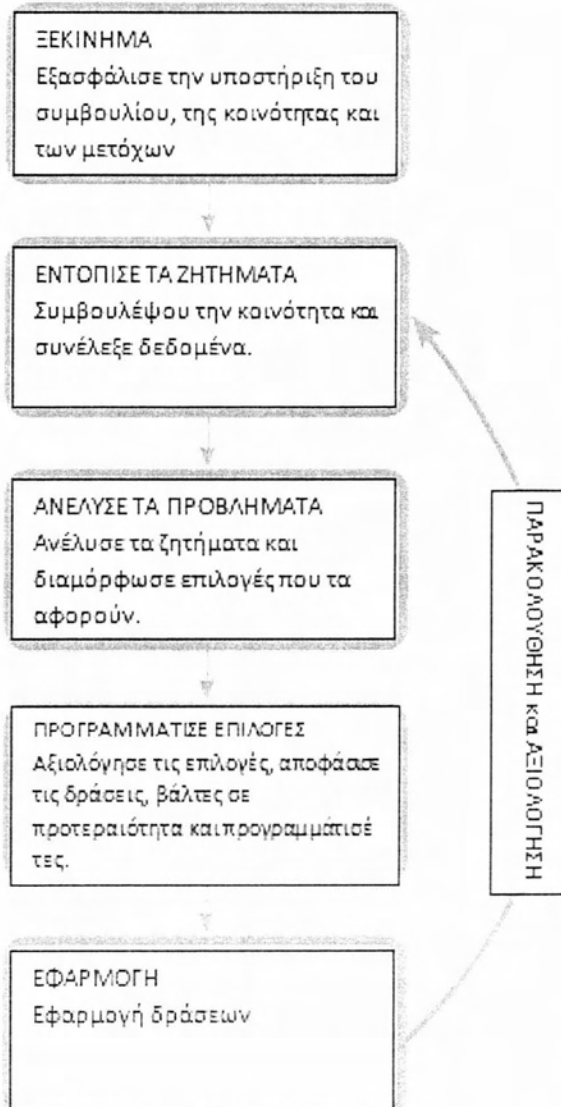 ΞΕΚΙΝΗΜΑ
Εξασφάλισε την υποστήριξη του
συμβουλίου, της κοινότητας και
των μετόχων
ΕΝΤΟΠΙΣΕ ΤΑ ΖΗΤΗΜΑΤΑ
Συμβουλέψου την κοινότητα και
συνέλεξε δεδομένα.
ΑΝΕΛΥΣΕ ΤΑ ΠΡΟΒΛΗΜΑΤΑ
Ανέλυσε τα ζητήματα και
διαμόρφωσε επιλογές που τα
αφορούν.
ΠΡΟΓΡΑΜΜΑΤΙΣΕ ΕΠΙΛΟΓΕΣ
Αξιολόγησε τις επιλογές, αποφάσισε
τις δράσεις, βάλτες σε
προτεραιότητα και προγραμμάτισέ
τες.
ΕΦΑΡΜΟΓΗ
Εφαρμογή δράσεων
ΠΑΡΑΚΟΛΟΥΘΗΣΗ και ΑΞΙΟΛΟΓΗΣΗ